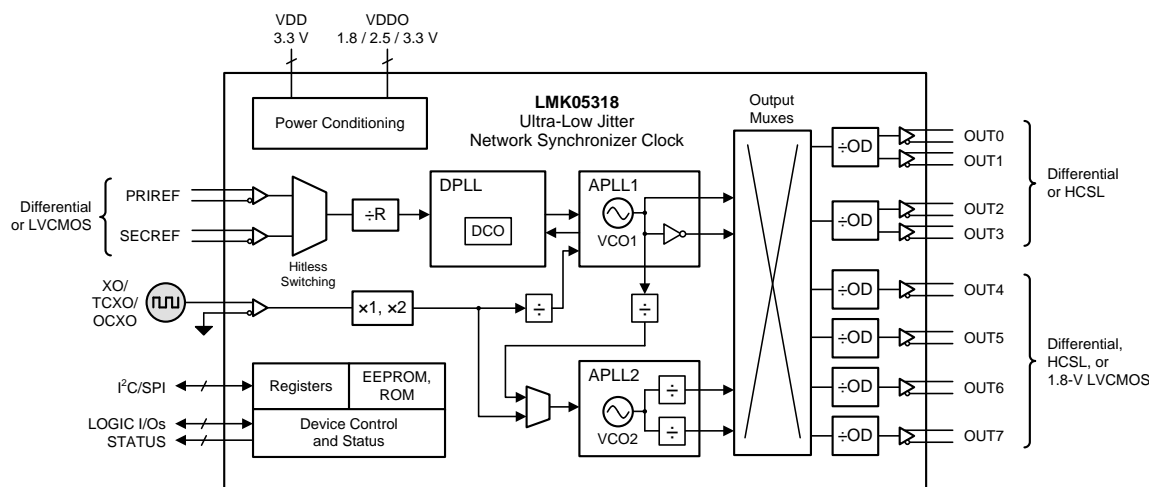 VDD
3.3 V
VDDO
1.8 / 2.5 / 3.3 V
Power Conditioning
LMK05318
Ultra-Low Jitter
Network Synchronizer Clock
Output
Muxes
Differential
or LVCMOS
PRIREF
SECREF
Hitless
Switching
÷R
DPLL
DCO
APLL1
VCO1
XO/
TCXO/
OCXO
×1, ×2
÷
÷
I²C/SPI
LOGIC I/Os
STATUS
Registers
EEPROM,
ROM
Device Control
and Status
APLL2
VCO2
÷
÷
÷OD
OUT0
OUT1
÷OD
OUT2
OUT3
Differential
or HCSL
÷OD
OUT4
÷OD
OUT5
÷OD
OUT6
÷OD
OUT7
Differential,
HCSL, or
1.8-V LVCMOS